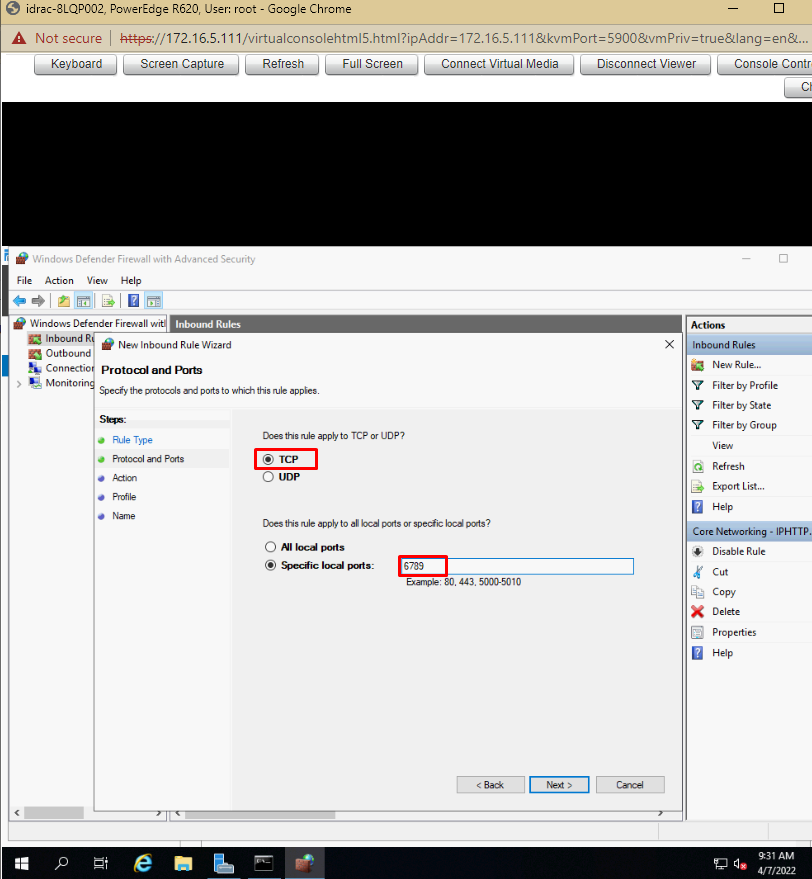 idrac-8LQP002, PowerEdge R620, User: root - Google Chrome
Not secure | https://172.16.5.111/virtualconsolehtml5.html?ipAddr=172.16.5.111&kvmPort=5900&vmPriv=true&lang=en&...
Keyboard Screen Capture Refresh Full Screen Connect Virtual Media Disconnect Viewer Console Contr
Ch
Windows Defender Firewall with Advanced Security
File Action View Help
Windows Defender Firewall with
Inbound Ru
Outbound
Connection
Monitoring
Inbound Rules
New Inbound Rule Wizard
Protocol and Ports
Specify the protocols and ports to which this rule applies.
Steps:
Rule Type
Protocol and Ports
Action
Profile
Name
Does this rule apply to TCP or UDP?
TCP
UDP
Does this rule apply to all local ports or specific local ports?
All local ports
Specific local ports: 6789
Example: 80, 443, 5000-5010
< Back Next > Cancel
Actions
Inbound Rules
New Rule...
Filter by Profile
Filter by State
Filter by Group
View
Refresh
Export List...
Help
Core Networking - IPHTTP...
Disable Rule
Cut
Copy
Delete
Properties
Help
9:31 AM
4/7/2022